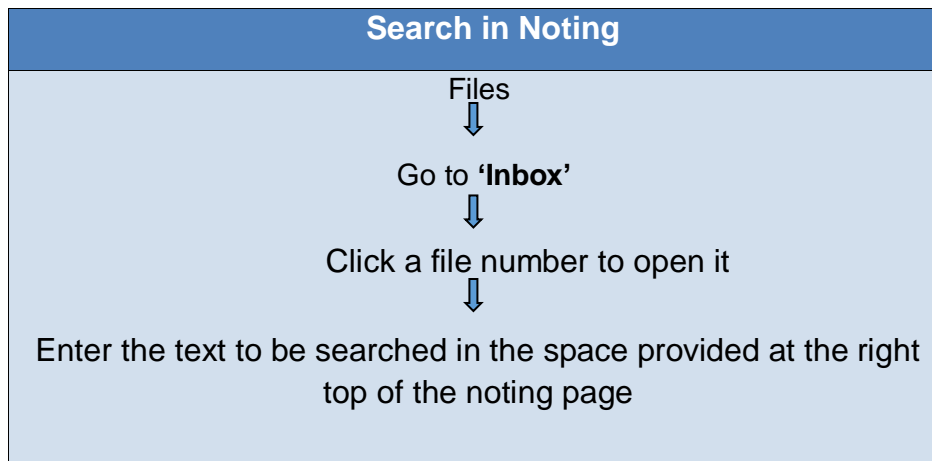 Search in Noting
Files
Go to ‘Inbox’
Click a file number to open it
Enter the text to be searched in the space provided at the right
top of the noting page